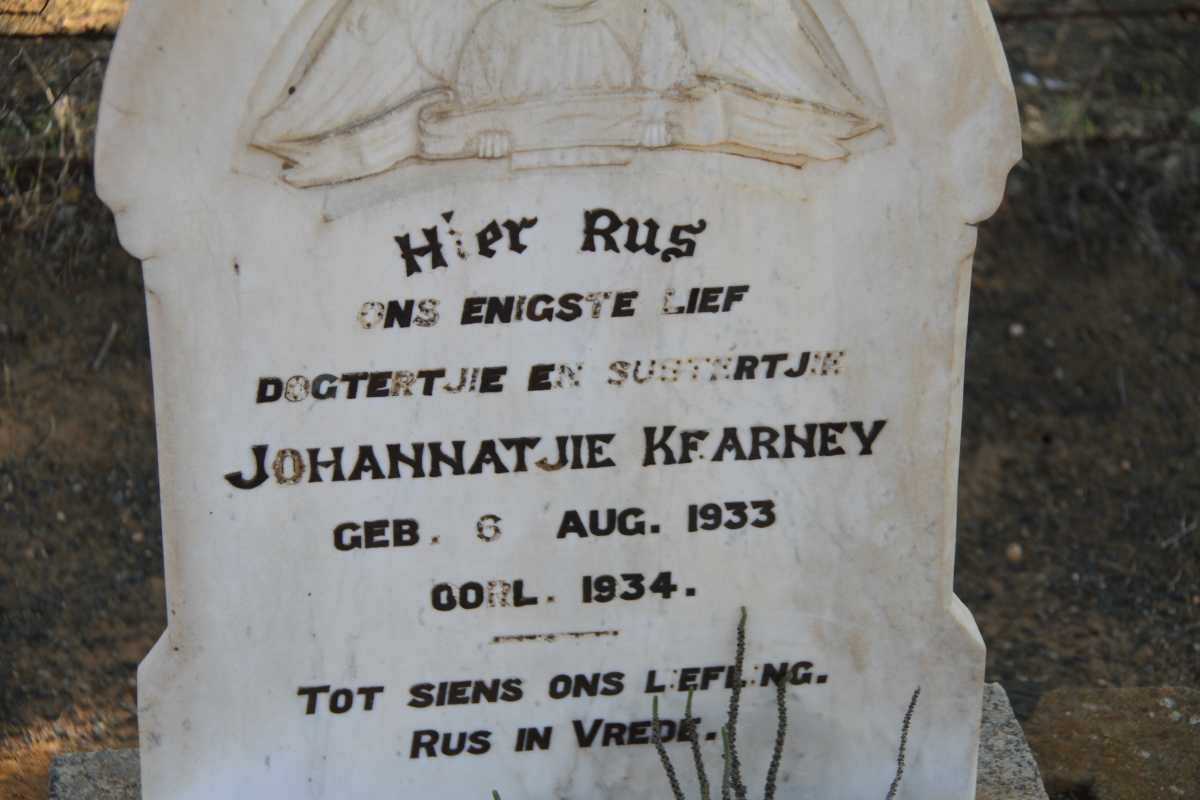 Hier Rus
ONS ENIGSTE LIEF
DOGTERTJIE EN SUSTERTJIE
JOHANNATJIE KEARNEY
GEB. 6 AUG. 1933
OORL. 1934.
TOT SIENS ONS LIEFLING.
RUS IN VREDE.